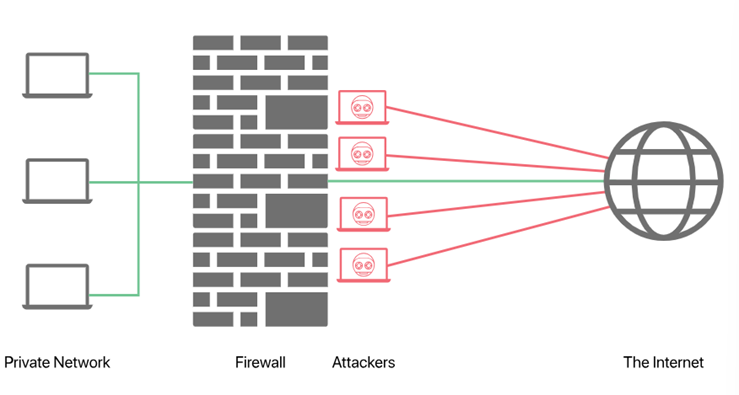 Private Network
Firewall
Attackers
The Internet